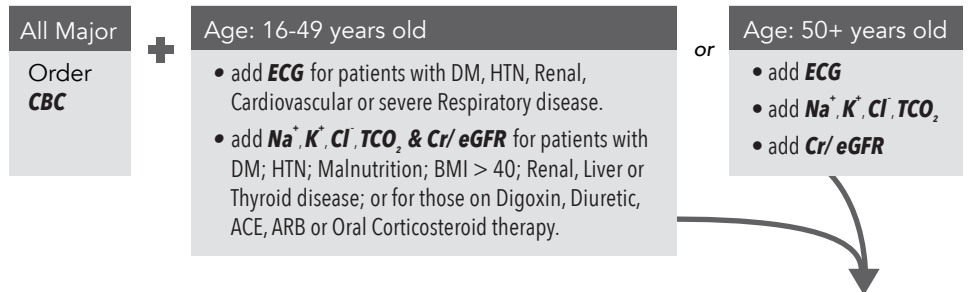 All Major
Order
CBC
Age: 16-49 years old
• add ECG for patients with DM, HTN, Renal,
Cardiovascular or severe Respiratory disease.
• add Na⁺, K⁺, Cl⁻, TCO₂ & Cr/ eGFR for patients with
DM; HTN; Malnutrition; BMI > 40; Renal, Liver or
Thyroid disease; or for those on Digoxin, Diuretic,
ACE, ARB or Oral Corticosteroid therapy.
or
Age: 50+ years old
• add ECG
• add Na⁺, K⁺, Cl⁻, TCO₂
• add Cr/ eGFR